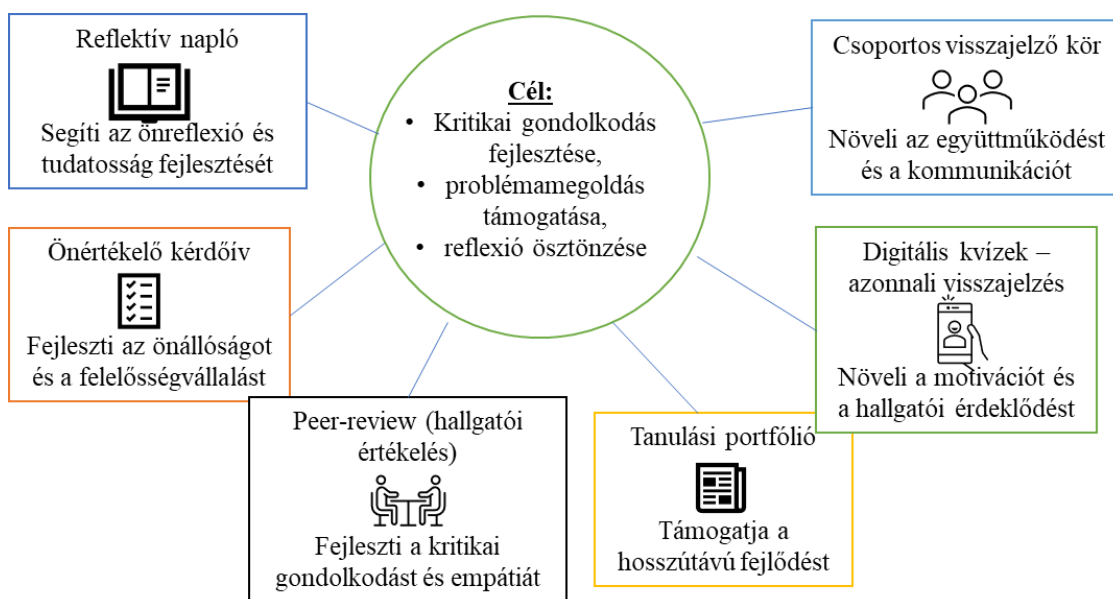 Reflektív napló
Segíti az önreflexió és
tudatosság fejlesztését
Cél:
• Kritikai gondolkodás
fejlesztése,
• problémamegoldás
támogatása,
• reflexió ösztönzése
Csoportos visszajelző kör
Növeli az együttműködést
és a kommunikációt
Önértékelő kérdőív
Fejleszti az önállóságot
és a felelősségvállalást
Digitális kvízek –
azonnali visszajelzés
Növeli a motivációt és
a hallgatói érdeklődést
Peer-review (hallgatói
értékelés)
Fejleszti a kritikai
gondolkodást és empátiát
Tanulási portfólió
Támogatja a
hosszútávú fejlődést